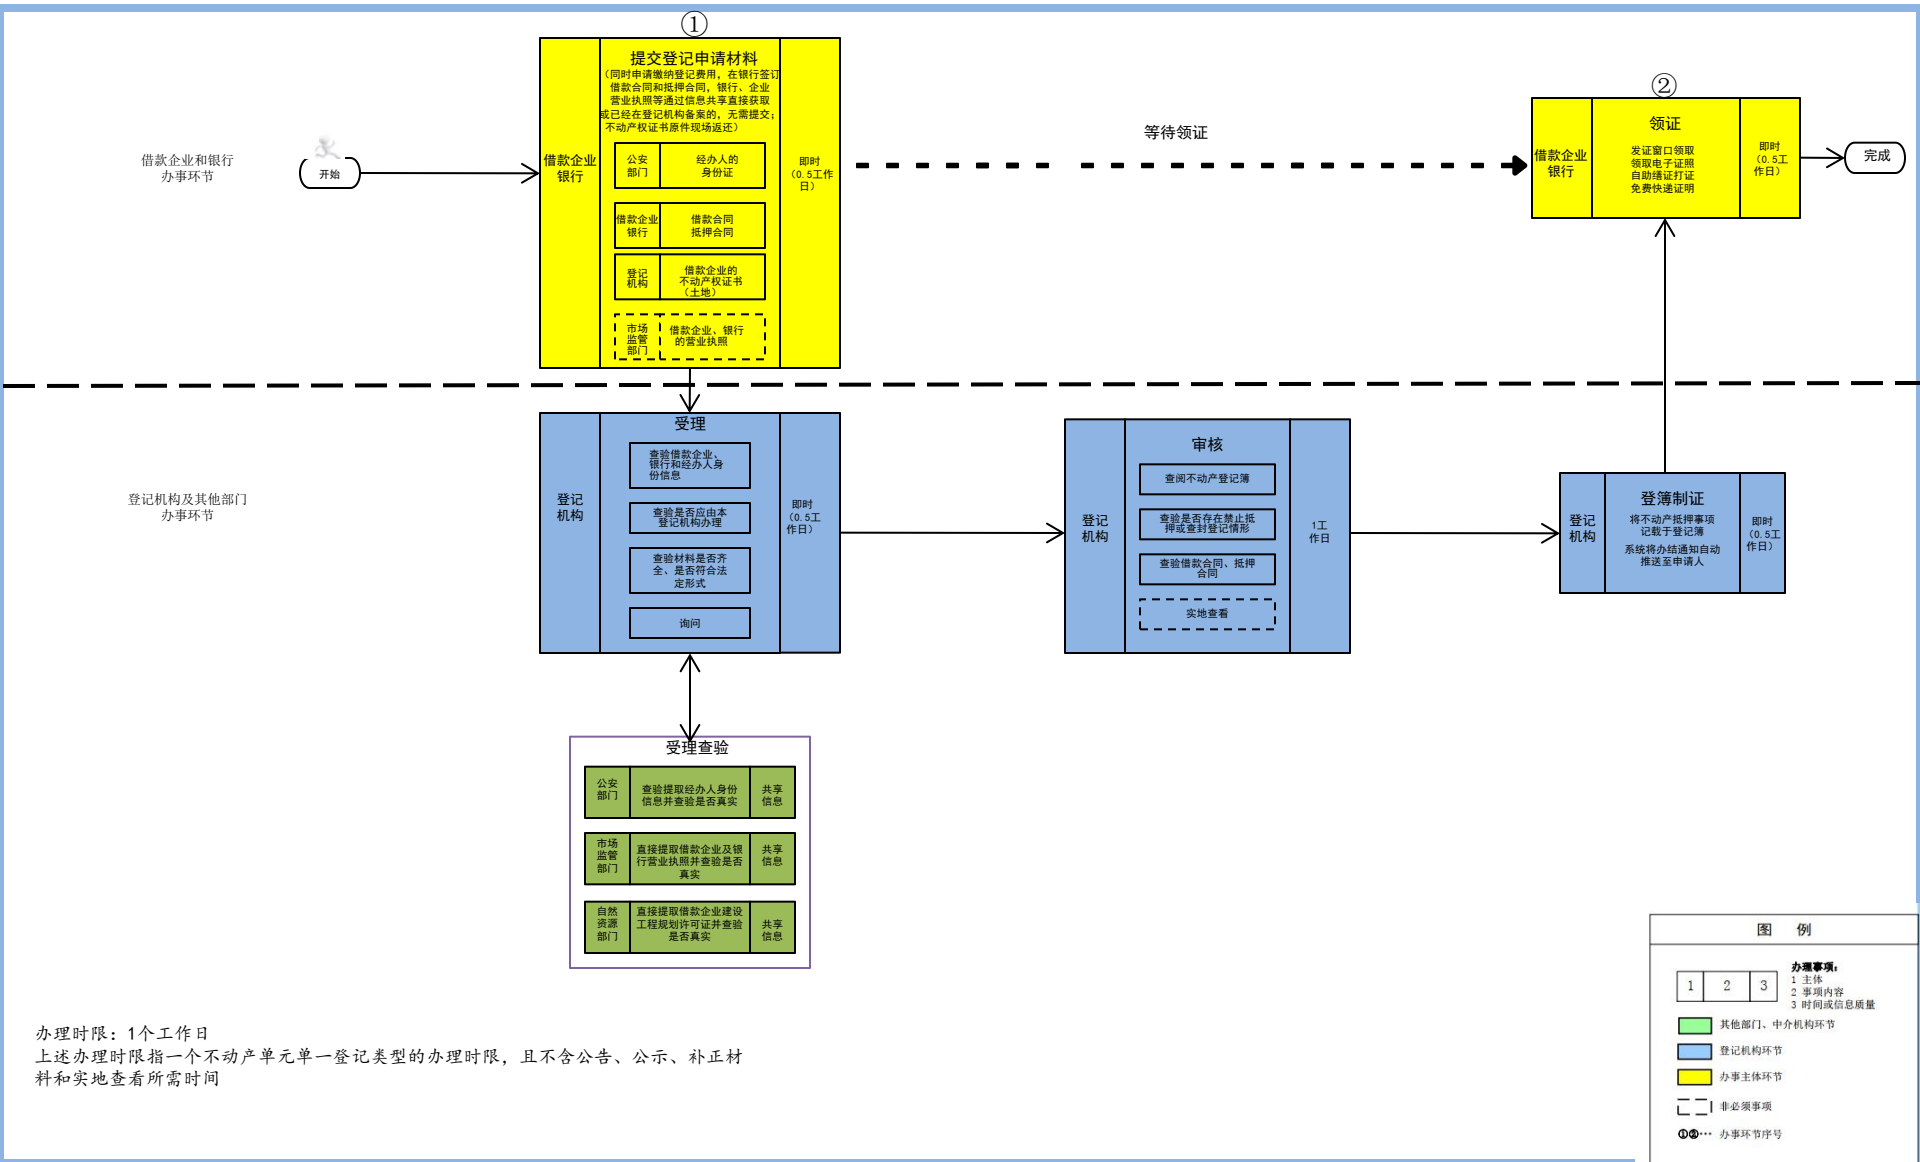 ①
提交登记申请材料
（同时申请缴纳登记费用，在银行签订
借款合同和抵押合同，银行、企业
营业执照等通过信息共享直接获取
或已经在登记机构备案的，无需提交；
不动产权证书原件现场返还）
借款企业
银行
公安
部门
经办人的
身份证
借款企业
银行
借款合同
抵押合同
登记
机构
借款企业的
不动产权证书
（土地）
市场
监管
部门
借款企业、银行
的营业执照
即时
（0.5工作
日）
借款企业和银行
办事环节
开始
等待领证
②
借款企业
银行
领证
发证窗口领取
领取电子证照
自助缮证打证
免费快递证明
即时
（0.5工
作日）
完成
登记机构及其他部门
办事环节
登记
机构
受理
查验借款企业、
银行和经办人身
份信息
查验是否应由本
登记机构办理
查验材料是否齐
全、是否符合法
定形式
询问
即时
（0.5工
作日）
登记
机构
审核
查阅不动产登记簿
查验是否存在禁止抵
押或查封登记情形
查验借款合同、抵押
合同
实地查看
1工
作日
登记
机构
登簿制证
将不动产抵押事项
记载于登记簿
系统将办结通知自动
推送至申请人
即时
（0.5工
作日）
受理查验
公安
部门
查验提取经办人身份
信息并查验是否真实
共享
信息
市场
监管
部门
直接提取借款企业及银
行营业执照并查验是否
真实
共享
信息
自然
资源
部门
直接提取借款企业建设
工程规划许可证并查验
是否真实
共享
信息
办理时限：1个工作日
上述办理时限指一个不动产单元单一登记类型的办理时限，且不含公告、公示、补正材
料和实地查看所需时间
图 例
1 2 3
办理事项：
1 主体
2 事项内容
3 时间或信息质量
其他部门、中介机构环节
登记机构环节
办事主体环节
非必须事项
①②… 办事环节序号